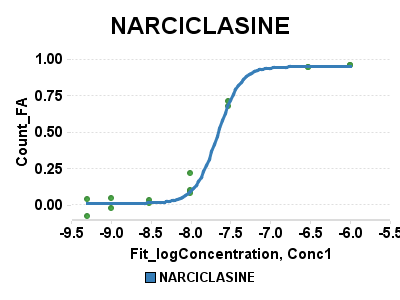 NARCICLASINE
1.00
0.75
0.50
0.25
0.00
Count_FA
-9.5 -9.0 -8.5 -8.0 -7.5 -7.0 -6.5 -6.0 -5.5
Fit_logConcentration, Conc1
NARCICLASINE